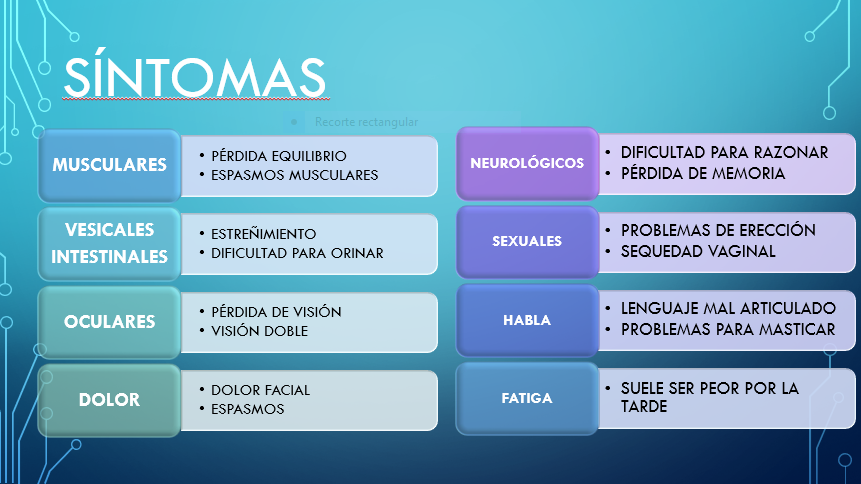 SÍNTOMAS
• Recorte rectangular
MUSCULARES
• PÉRDIDA EQUILIBRIO
• ESPASMOS MUSCULARES
VESICALES
INTESTINALES
• ESTREÑIMIENTO
• DIFICULTAD PARA ORINAR
OCULARES
• PÉRDIDA DE VISIÓN
• VISIÓN DOBLE
DOLOR
• DOLOR FACIAL
• ESPASMOS
NEUROLÓGICOS
• DIFICULTAD PARA RAZONAR
• PÉRDIDA DE MEMORIA
SEXUALES
• PROBLEMAS DE ERECCIÓN
• SEQUEDAD VAGINAL
HABLA
• LENGUAJE MAL ARTICULADO
• PROBLEMAS PARA MASTICAR
FATIGA
• SUELE SER PEOR POR LA
TARDE